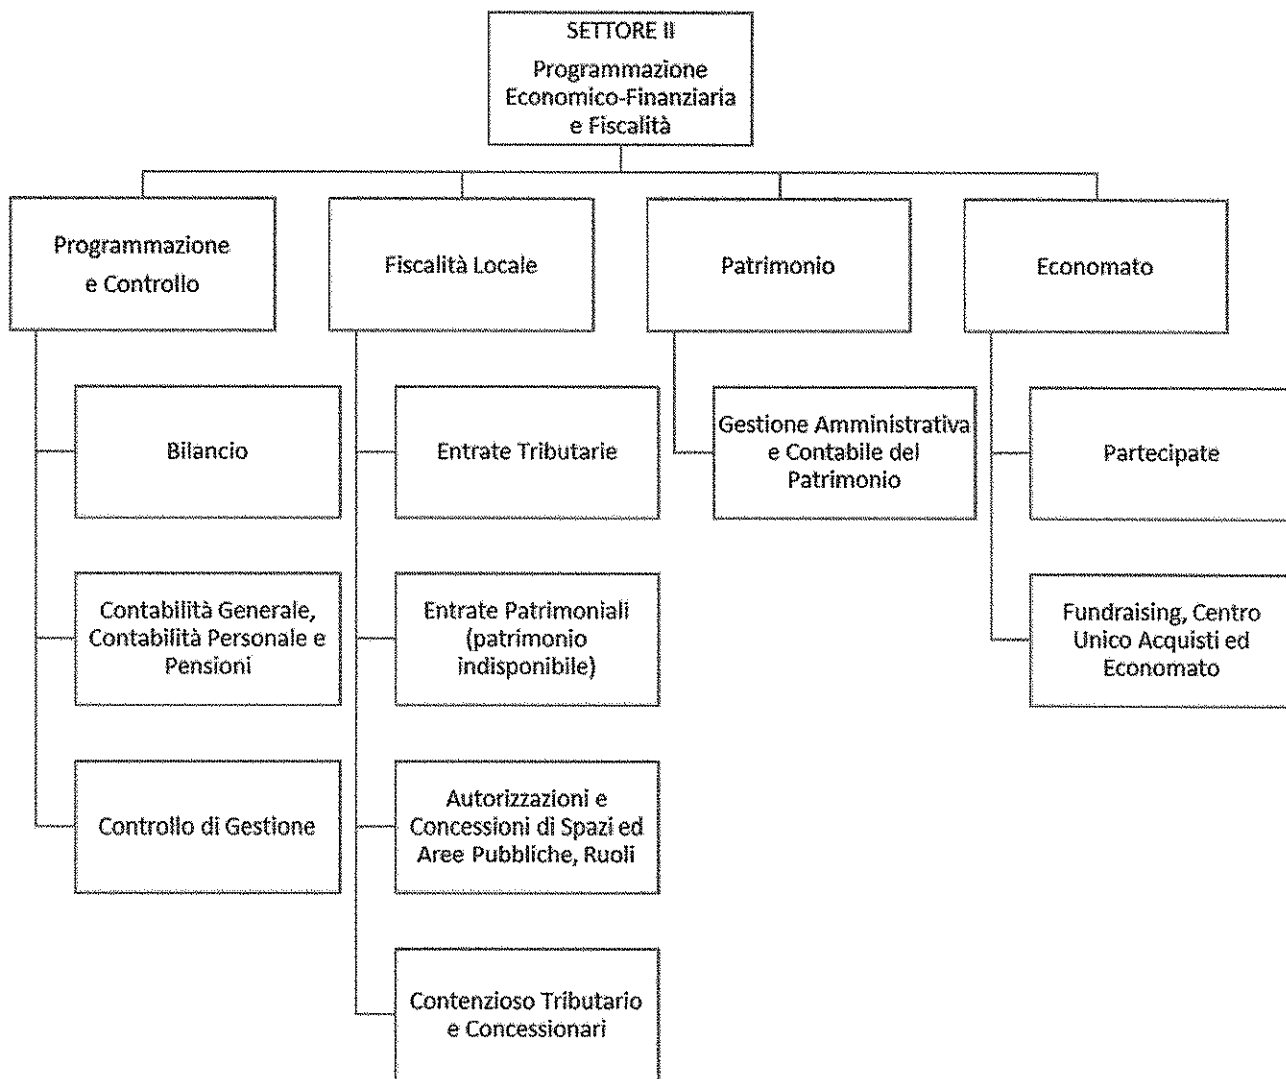 SETTORE II
Programmazione
Economico-Finanziaria
e Fiscalità
Programmazione
e Controllo
Fiscalità Locale
Patrimonio
Economato
Bilancio
Entrate Tributarie
Gestione Amministrativa
e Contabile del
Patrimonio
Partecipate
Contabilità Generale,
Contabilità Personale e
Pensioni
Entrate Patrimoniali
(patrimonio
indisponibile)
Fundraising, Centro
Unico Acquisti ed
Economato
Controllo di Gestione
Autorizzazioni e
Concessioni di Spazi ed
Aree Pubbliche, Ruoli
Contenzioso Tributario
e Concessionari